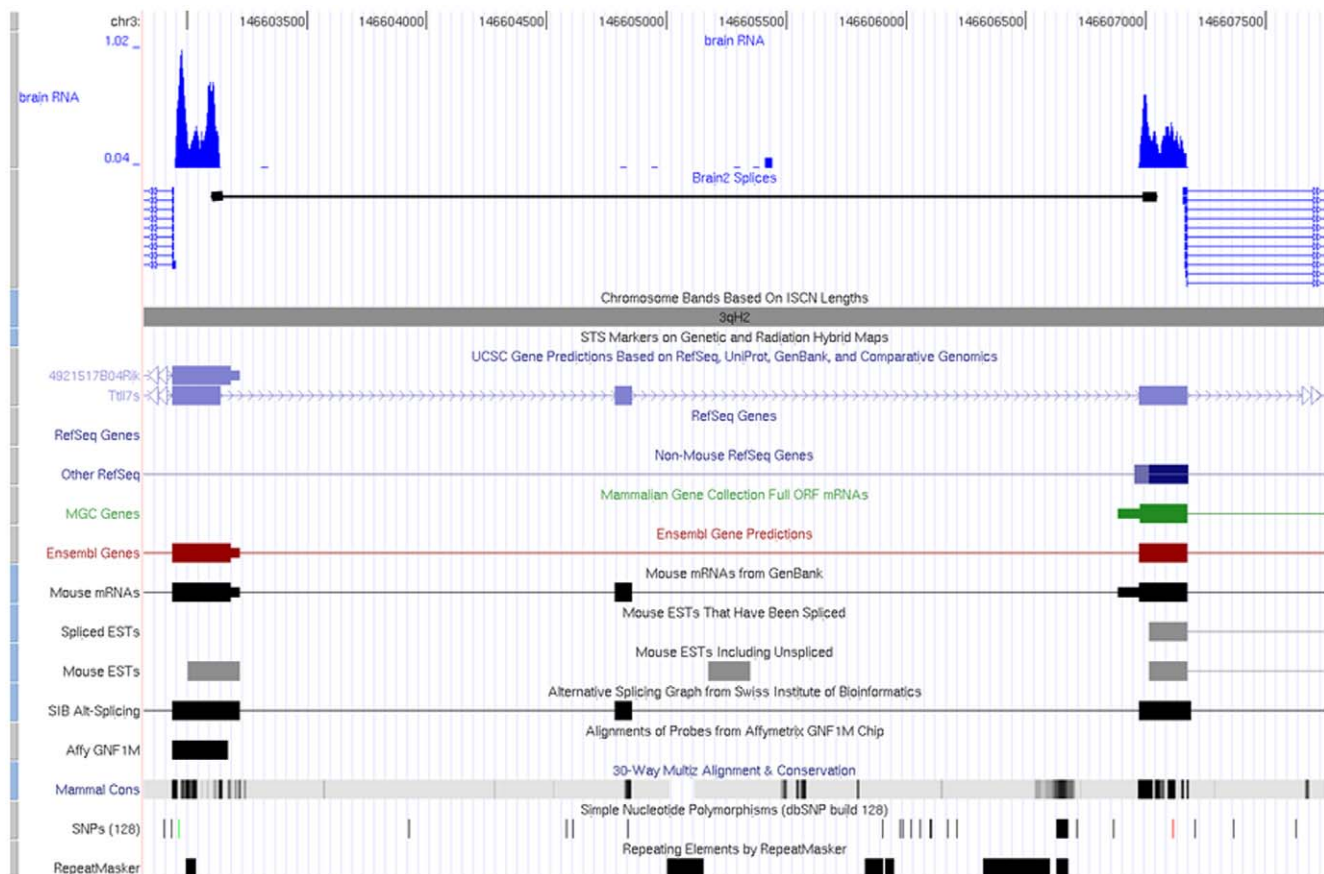 chr3: 146603500 146604000 146604500 146605000 146605500 146606000 146606500 146607000 146607500
1.02 _
brain RNA
brain RNA
0.04 _
Brain2 Splices
Chromosome Bands Based On ISCN Lengths
3qH2
STS Markers on Genetic and Radiation Hybrid Maps
UCSC Gene Predictions Based on RefSeq, UniProt, GenBank, and Comparative Genomics
4921517B04Rik
Ttll7s
RefSeq Genes
RefSeq Genes
Non-Mouse RefSeq Genes
Other RefSeq
Mammalian Gene Collection Full ORF mRNAs
MGC Genes
Ensembl Gene Predictions
Ensembl Genes
Mouse mRNAs from GenBank
Mouse mRNAs
Mouse ESTs That Have Been Spliced
Spliced ESTs
Mouse ESTs Including Unspliced
Mouse ESTs
Alternative Splicing Graph from Swiss Institute of Bioinformatics
SIB Alt-Splicing
Alignments of Probes from Affymetrix GNF1M Chip
Affy GNF1M
30-Way Multiz Alignment & Conservation
Mammal Cons
Simple Nucleotide Polymorphisms (dbSNP build 128)
SNPs (128)
Repeating Elements by RepeatMasker
RepeatMasker